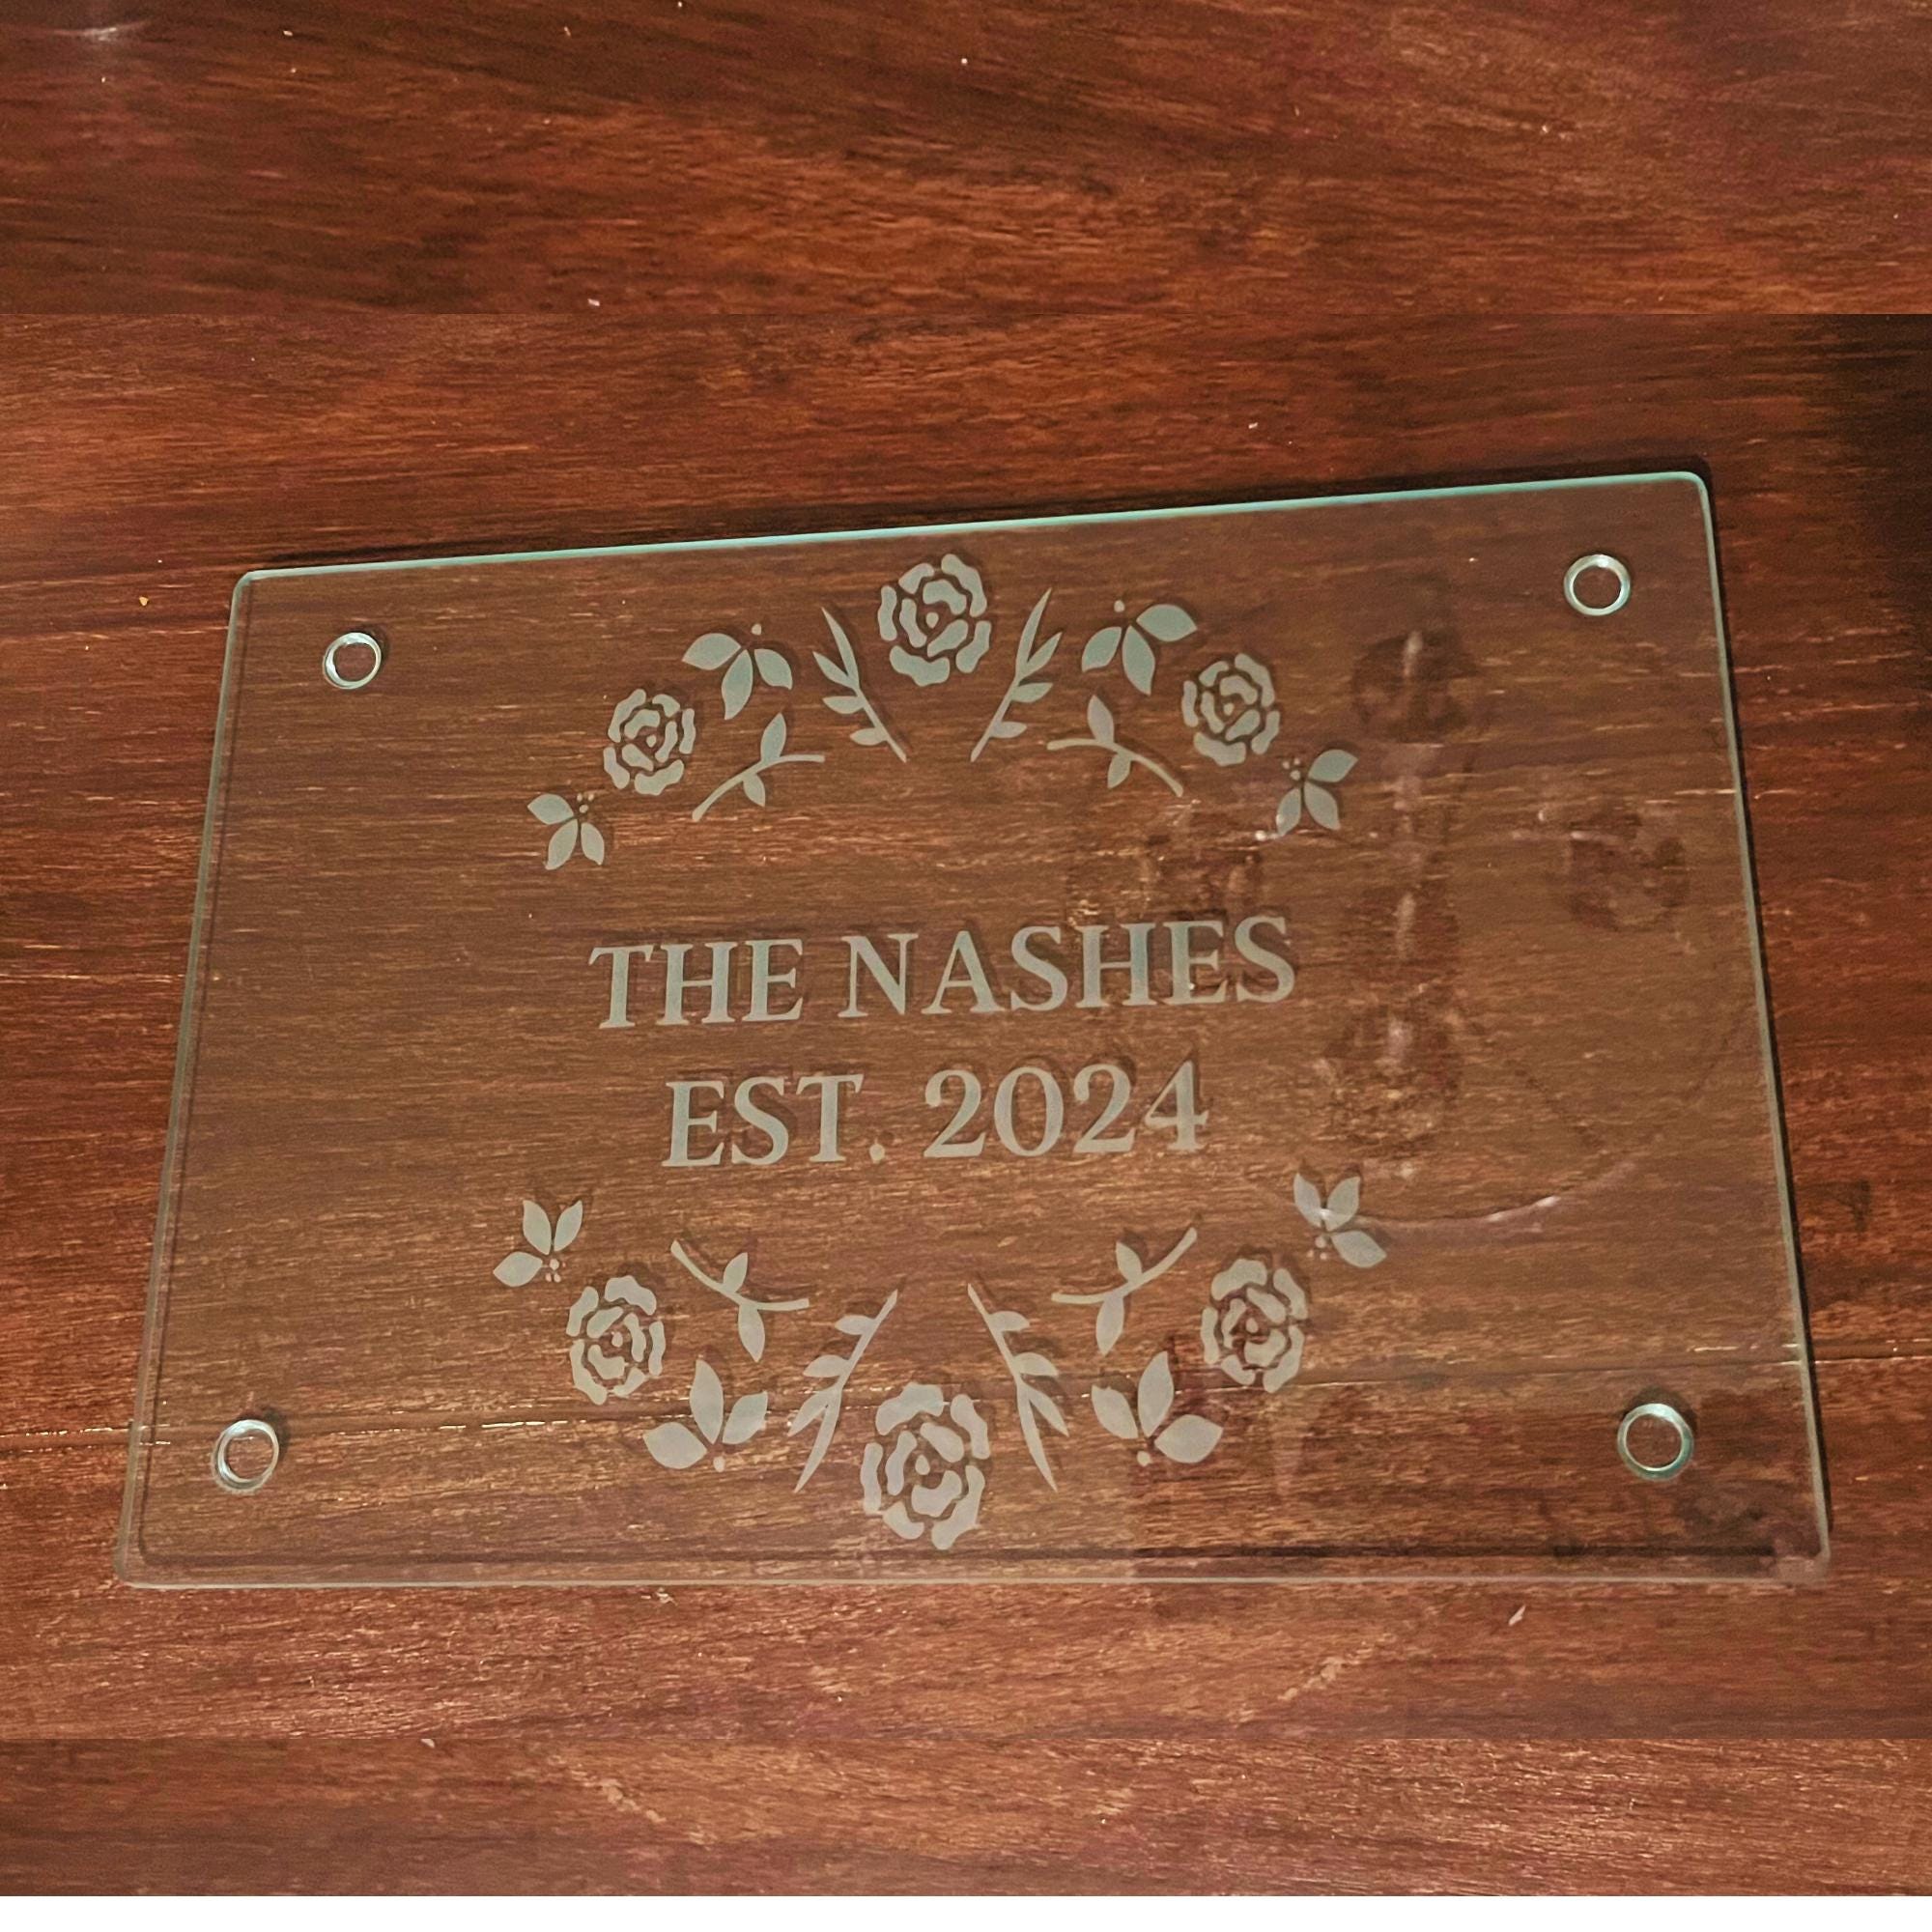 THE NASHES
EST. 2024